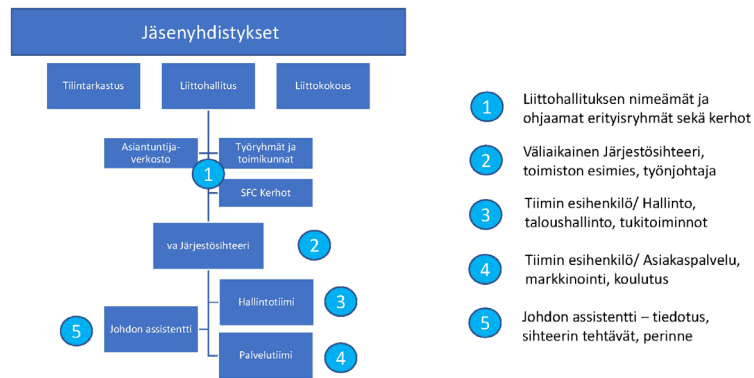 Jäsenyhdistykset
Tilintarkastus
Liittohallitus
Liittokokous
Asiantuntija-
verkosto
Työryhmät ja
toimikunnat
1
SFC Kerhot
va Järjestösihteeri
2
Hallintotiimi
3
5
Johdon assistentti
Palvelutiimi
4
1
Liittohallituksen nimeämät ja
ohjaamat erityisryhmät sekä kerhot
2
Väliaikainen Järjestösihteeri,
toimiston esimies, työnjohtaja
3
Tiimin esihenkilö/ Hallinto,
taloushallinto, tukitoiminnot
4
Tiimin esihenkilö/ Asiakaspalvelu,
markkinointi, koulutus
5
Johdon assistentti – tiedotus,
sihteerin tehtävät, perinne